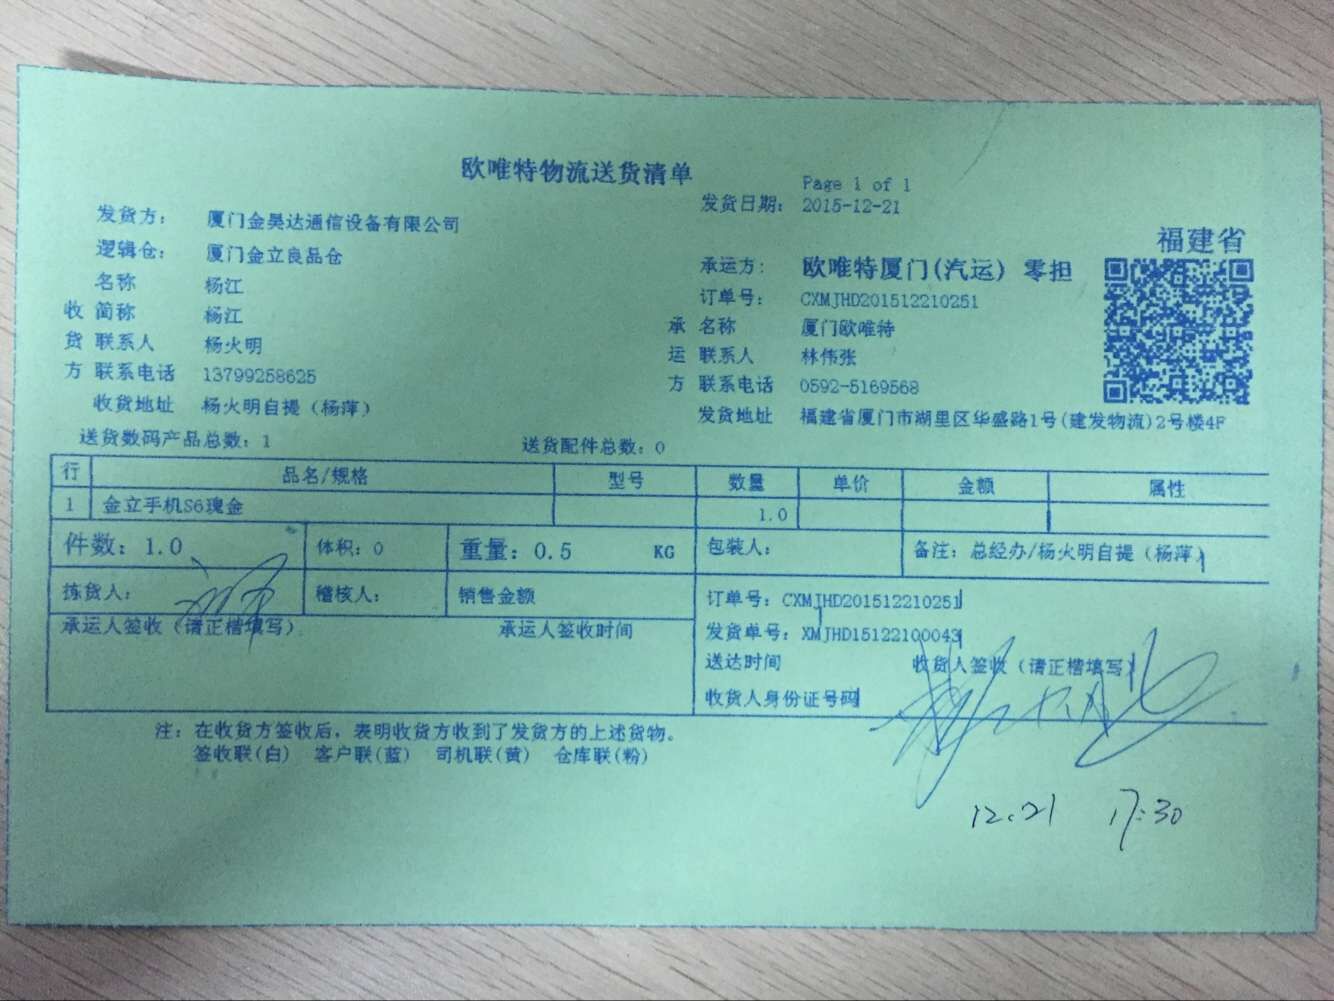 欧唯特物流送货清单
Page 1 of 1
发货日期： 2015-12-21
发货方： 厦门金昊达通信设备有限公司
福建省
逻辑仓： 厦门金立良品仓
承运方： 欧唯特厦门(汽运) 零担
名称 杨江
订单号： CXMJHD201512210251
收 简称 杨江
承 名称 厦门欧唯特
货 联系人 杨火明
运 联系人 林伟张
方 联系电话 13799258625
方 联系电话 0592-5169568
收货地址 杨火明自提（杨萍）
发货地址 福建省厦门市湖里区华盛路1号(建发物流)2号楼4F
送货数码产品总数：1 送货配件总数：0
行 品名/规格 型号 数量 单价 金额 属性
1 金立手机S6瑰金 1.0
件数：1.0 体积：0 重量：0.5 KG 包装人： 备注：总经办/杨火明自提（杨萍）
拣货人： 稽核人： 销售金额 订单号：CXMJHD201512210251
承运人签收（请正楷填写） 承运人签收时间 发货单号：XMJHD15122100043
送达时间 收货人签收（请正楷填写）
收货人身份证号码
注：在收货方签收后，表明收货方收到了发货方的上述货物。
签收联(白) 客户联(蓝) 司机联(黄) 仓库联(粉)
12.21 17:30